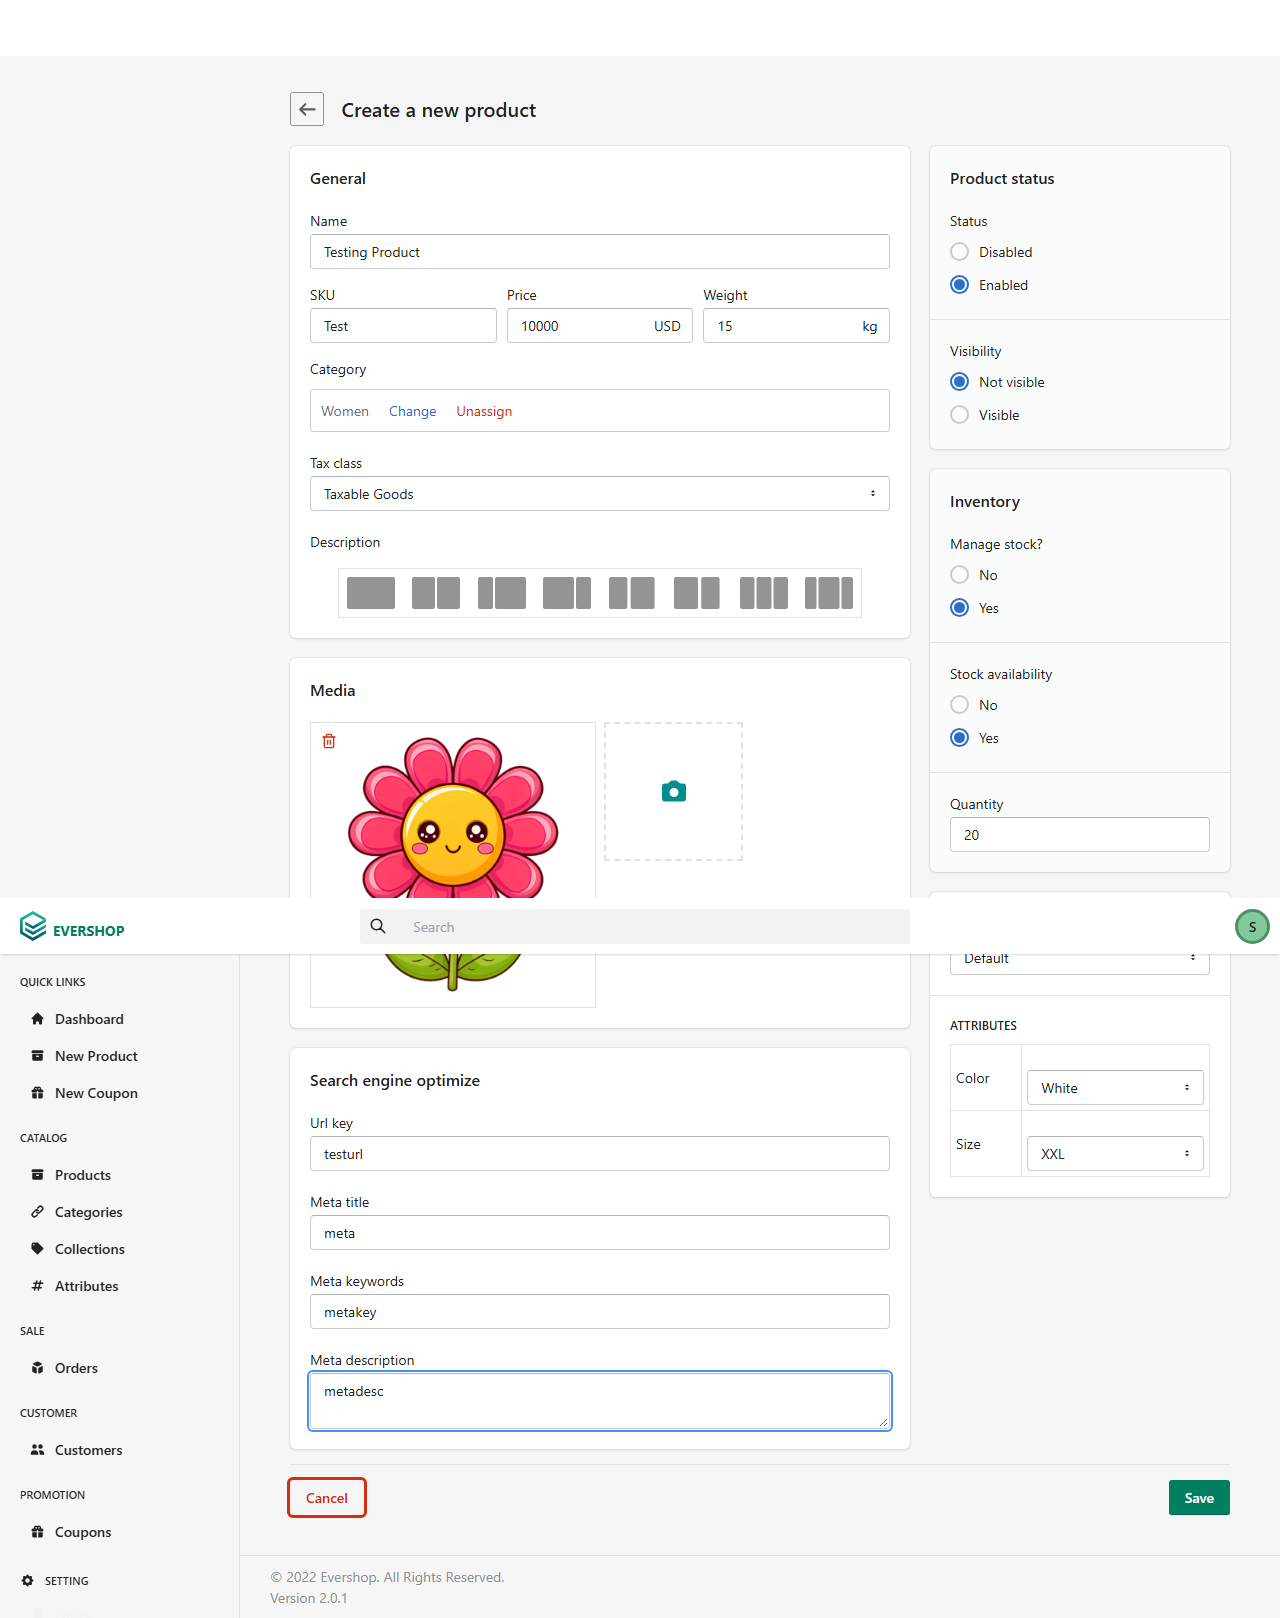 Create a new product
General
Name
Testing Product
SKU Price Weight
Test 10000 USD 15 kg
Category
Women Change Unassign
Tax class
Taxable Goods
Description
Media
Product status
Status
Disabled
Enabled
Visibility
Not visible
Visible
Inventory
Manage stock?
No
Yes
Stock availability
No
Yes
Quantity
20
EVERSHOP
Search
S
Default
ATTRIBUTES
Color White
Size XXL
Search engine optimize
Url key
testurl
Meta title
meta
Meta keywords
metakey
Meta description
metadesc
Cancel
Save
QUICK LINKS
Dashboard
New Product
New Coupon
CATALOG
Products
Categories
Collections
Attributes
SALE
Orders
CUSTOMER
Customers
PROMOTION
Coupons
SETTING
© 2022 Evershop. All Rights Reserved.
Version 2.0.1